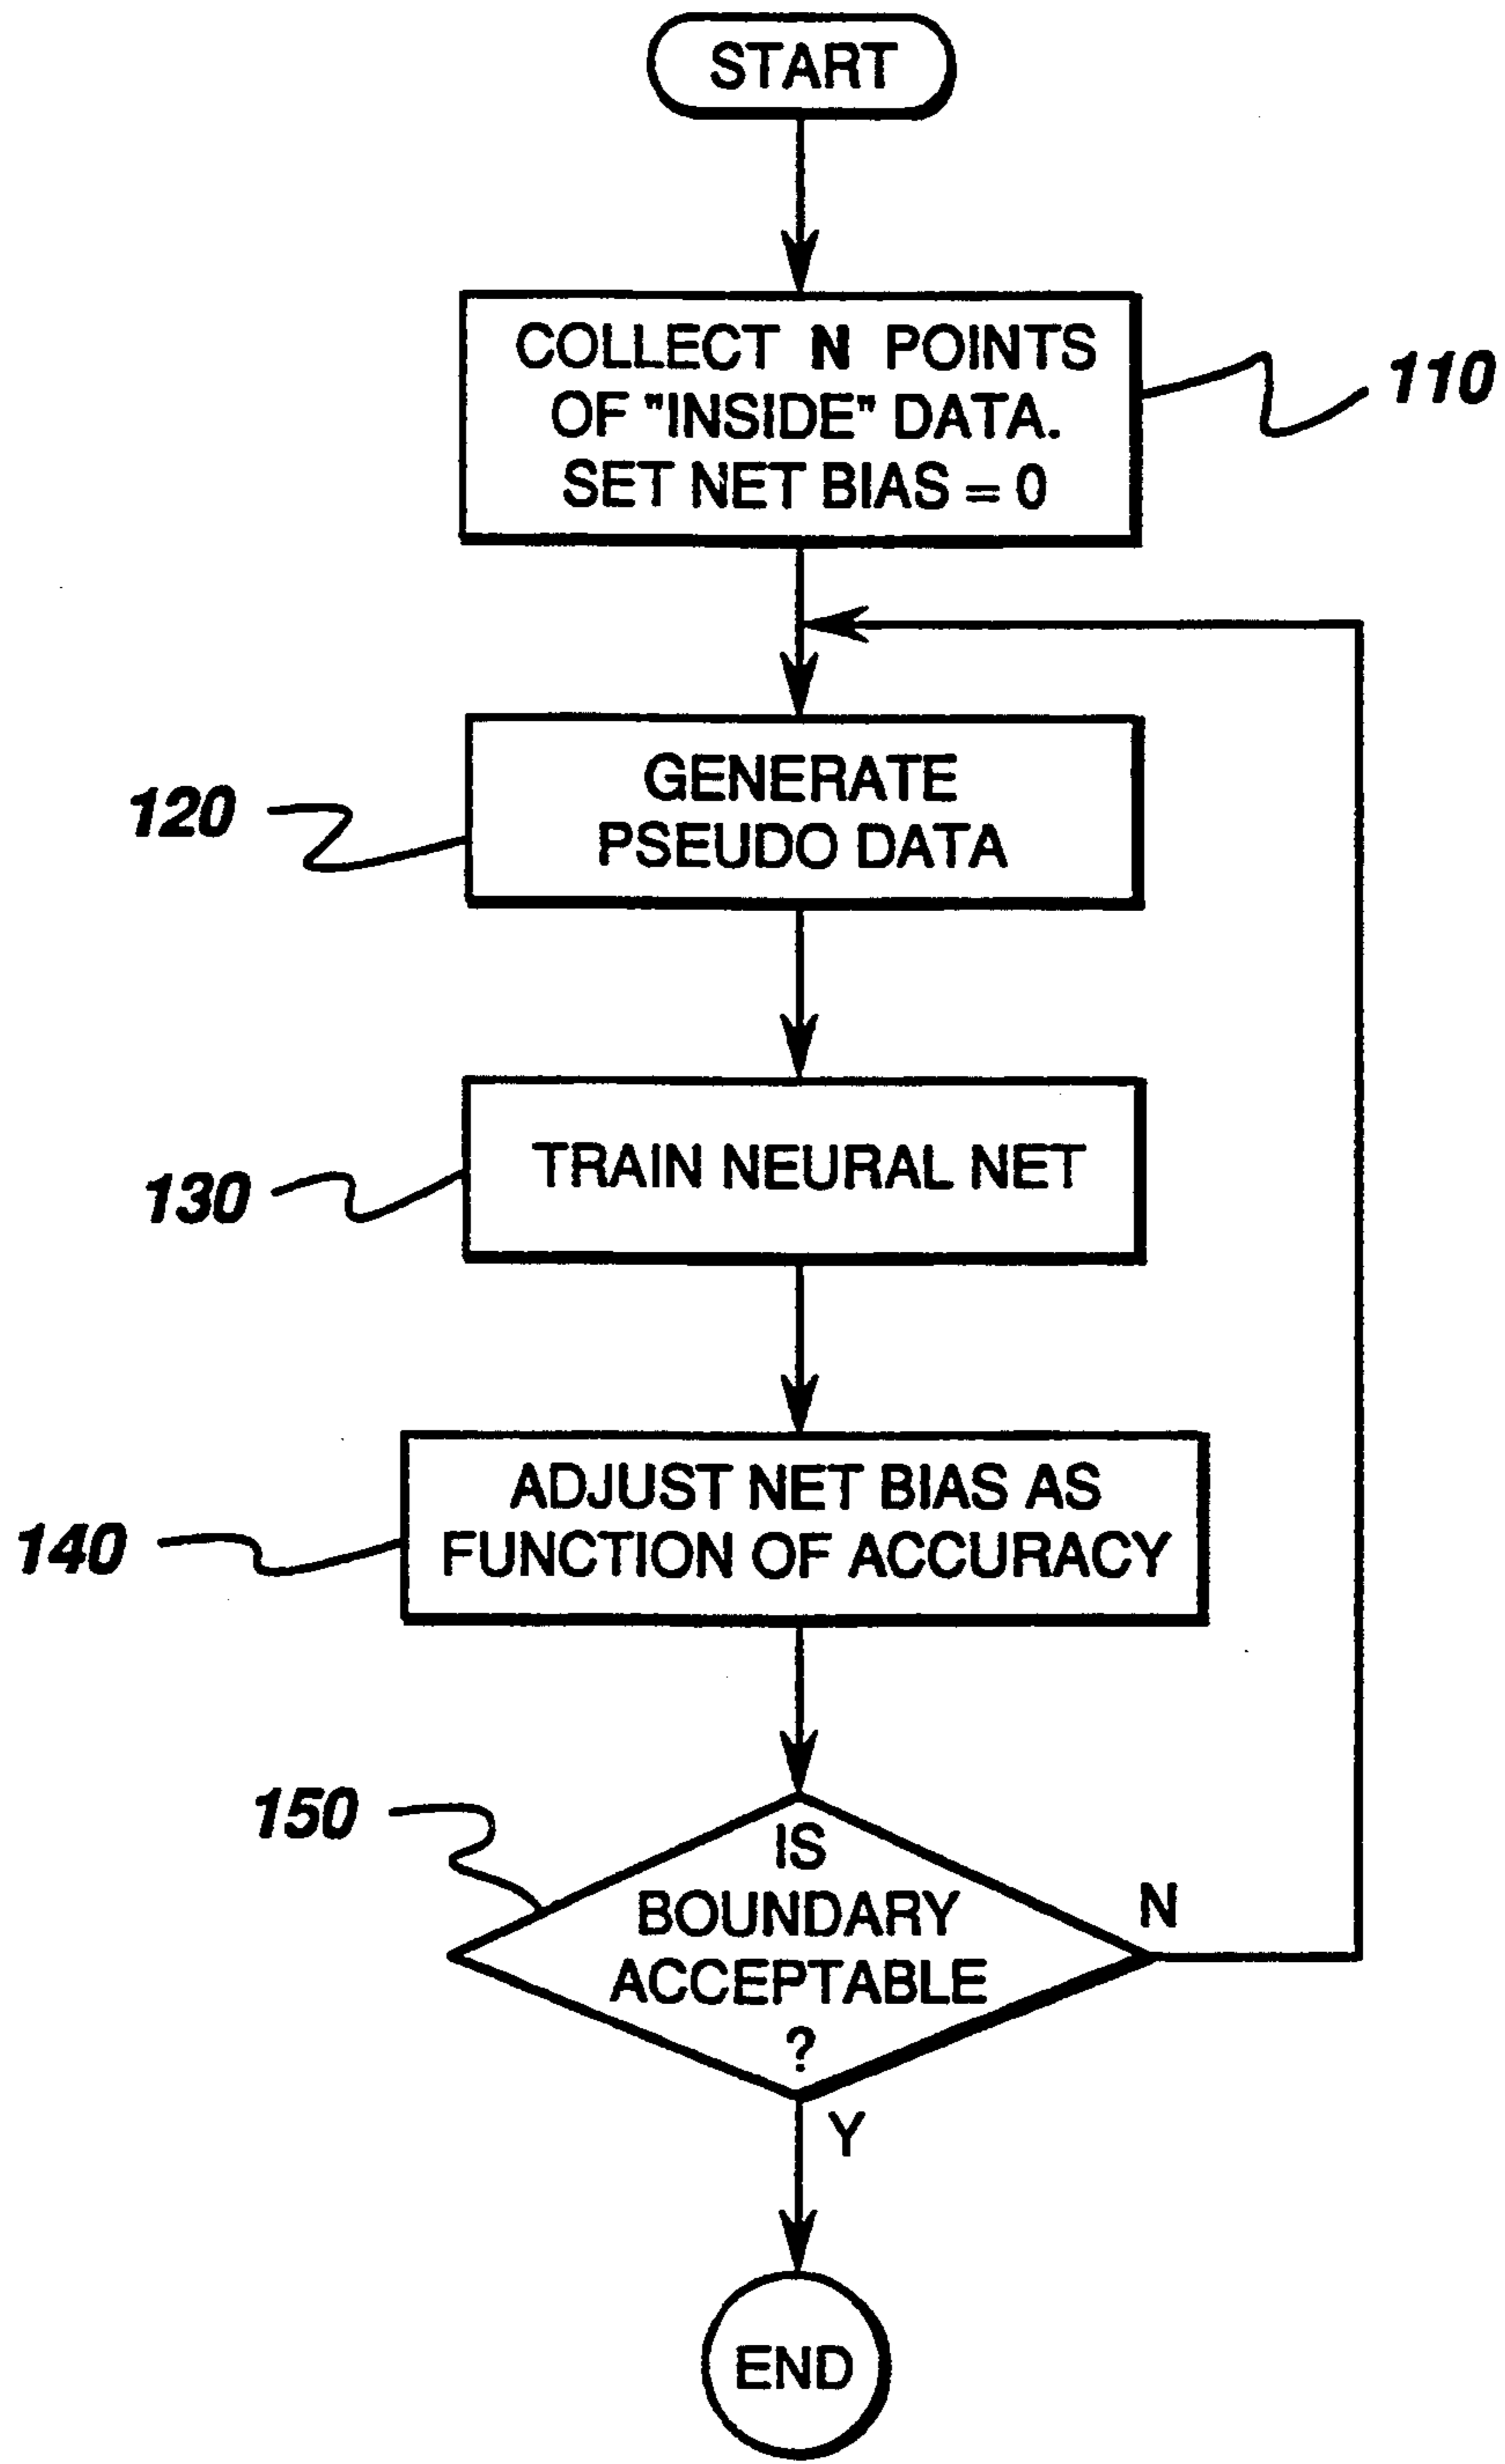 START
COLLECT N POINTS
OF "INSIDE" DATA.
SET NET BIAS = 0
110
GENERATE
PSEUDO DATA
120
TRAIN NEURAL NET
130
ADJUST NET BIAS AS
FUNCTION OF ACCURACY
140
150
IS
BOUNDARY
ACCEPTABLE
?
N
Y
END